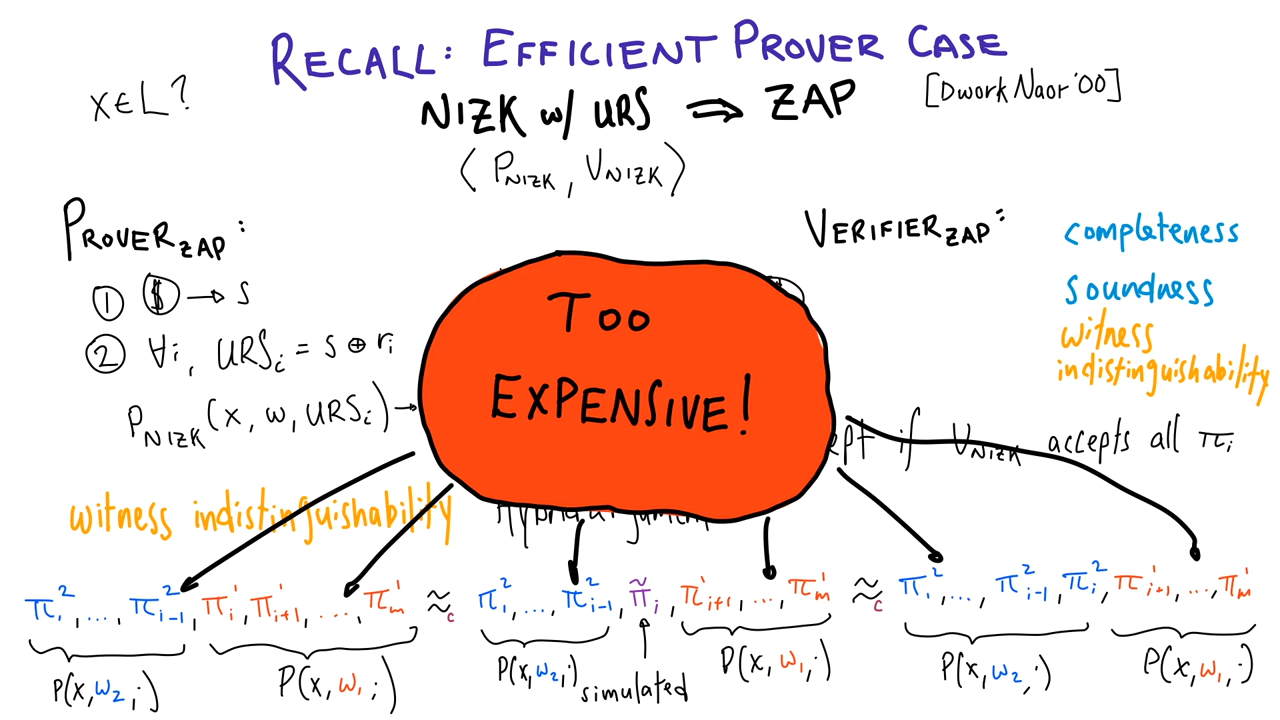 RECALL: EFFICIENT PROVER CASE
x∈L?
NIZK w/ URS ⇒ ZAP
[Dwork Naor '00]
⟨P_NIZK, V_NIZK⟩
PROVER_ZAP:
① $ → s
② ∀i, URS_i = s ⊕ r_i
P_NIZK(x, w, URS_i) →
TOO
EXPENSIVE!
VERIFIER_ZAP:
completeness
soundness
witness
indistinguishability
if V_NIZK accepts all π_i
witness indistinguishability
π_1^2, ..., π_{i-1}^2, π_i^1, π_{i+1}^1, ..., π_m^1 ≈_c π_1^2, ..., π_{i-1}^2, π̃_i, π_{i+1}^1, ..., π_m^1 ≈_c π_1^2, ..., π_{i-1}^2, π_i^2, π_{i+1}^1, ..., π_m^1
P(x, w_2, ·) P(x, w_1, ·) P(x, w_2, ·) simulated P(x, w_1, ·) P(x, w_2, ·) P(x, w_1, ·)